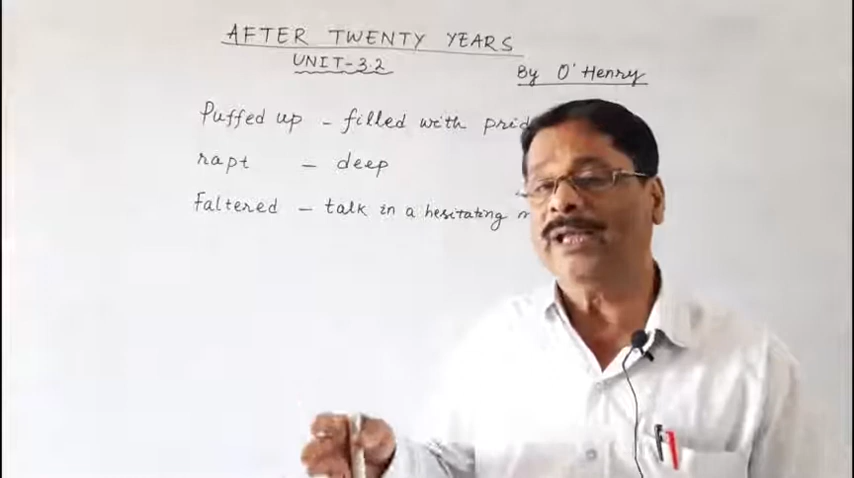 AFTER TWENTY YEARS
UNIT-3.2
By O'Henry
Puffed up - filled with
rapt - deep
Faltered - talk in a hesitating